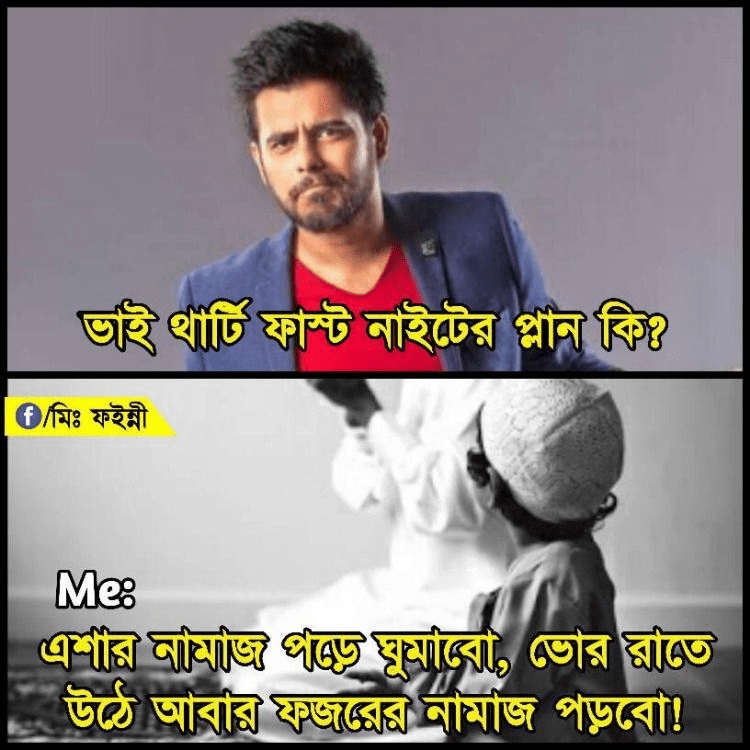 ভাই থার্টি ফাস্ট নাইটের প্লান কি?
/মিঃ ফইন্নী
Me:
এশার নামাজ পড়ে ঘুমাবো, ভোর রাতে
উঠে আবার ফজরের নামাজ পড়বো!